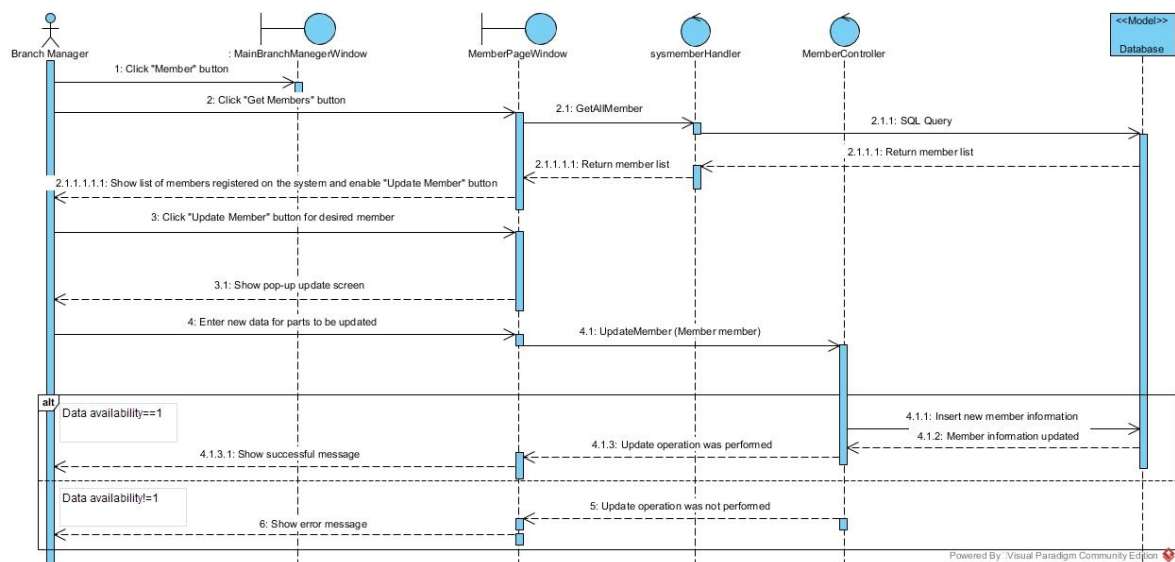 <<Model>>
Branch Manager
: MainBranchManegerWindow
MemberPageWindow
sysmemberHandler
MemberController
Database
1: Click "Member" button
2: Click "Get Members" button
2.1: GetAllMember
2.1.1: SQL Query
2.1.1.1: Return member list
2.1.1.1.1: Return member list
2.1.1.1.1.1: Show list of members registered on the system and enable "Update Member" button
3: Click "Update Member" button for desired member
3.1: Show pop-up update screen
4: Enter new data for parts to be updated
4.1: UpdateMember (Member member)
alt
Data availability==1
4.1.1: Insert new member information
4.1.2: Member information updated
4.1.3: Update operation was performed
4.1.3.1: Show successful message
Data availability!=1
5: Update operation was not performed
6: Show error message
Powered By Visual Paradigm Community Edition